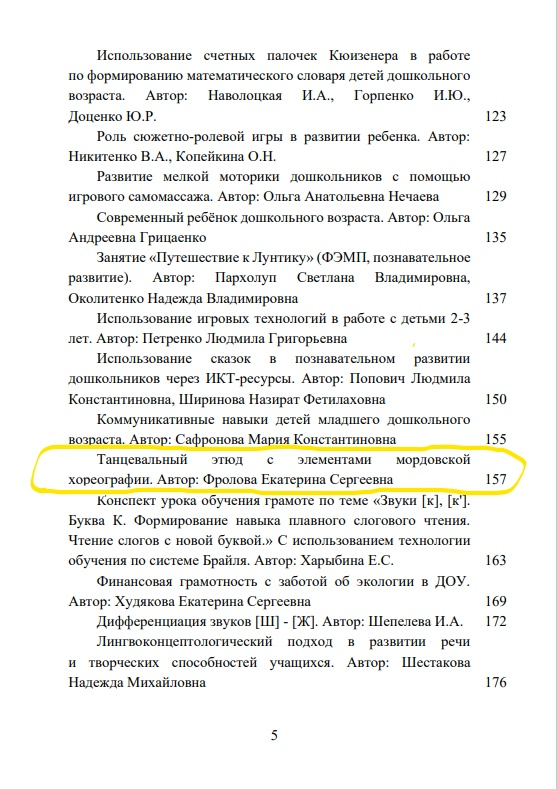 Использование счетных палочек Кюизенера в работе
по формированию математического словаря детей дошкольного
возраста. Автор: Наволоцкая И.А., Горпенко И.Ю.,
Доценко Ю.Р. 123
Роль сюжетно-ролевой игры в развитии ребенка. Автор:
Никитенко В.А., Копейкина О.Н. 127
Развитие мелкой моторики дошкольников с помощью
игрового самомассажа. Автор: Ольга Анатольевна Нечаева 129
Современный ребёнок дошкольного возраста. Автор: Ольга
Андреевна Грицаенко 135
Занятие «Путешествие к Лунтику» (ФЭМП, познавательное
развитие). Автор: Пархолуп Светлана Владимировна,
Околитенко Надежда Владимировна 137
Использование игровых технологий в работе с детьми 2-3
лет. Автор: Петренко Людмила Григорьевна 144
Использование сказок в познавательном развитии
дошкольников через ИКТ-ресурсы. Автор: Попович Людмила
Константиновна, Ширинова Назират Фетилаховна 150
Коммуникативные навыки детей младшего дошкольного
возраста. Автор: Сафронова Мария Константиновна 155
Танцевальный этюд с элементами мордовской
хореографии. Автор: Фролова Екатерина Сергеевна 157
Конспект урока обучения грамоте по теме «Звуки [к], [к'].
Буква К. Формирование навыка плавного слогового чтения.
Чтение слогов с новой буквой.» С использованием технологии
обучения по системе Брайля. Автор: Харыбина Е.С. 163
Финансовая грамотность с заботой об экологии в ДОУ.
Автор: Худякова Екатерина Сергеевна 169
Дифференциация звуков [Ш] - [Ж]. Автор: Шепелева И.А. 172
Лингвоконцептологический подход в развитии речи
и творческих способностей учащихся. Автор: Шестакова
Надежда Михайловна 176
5